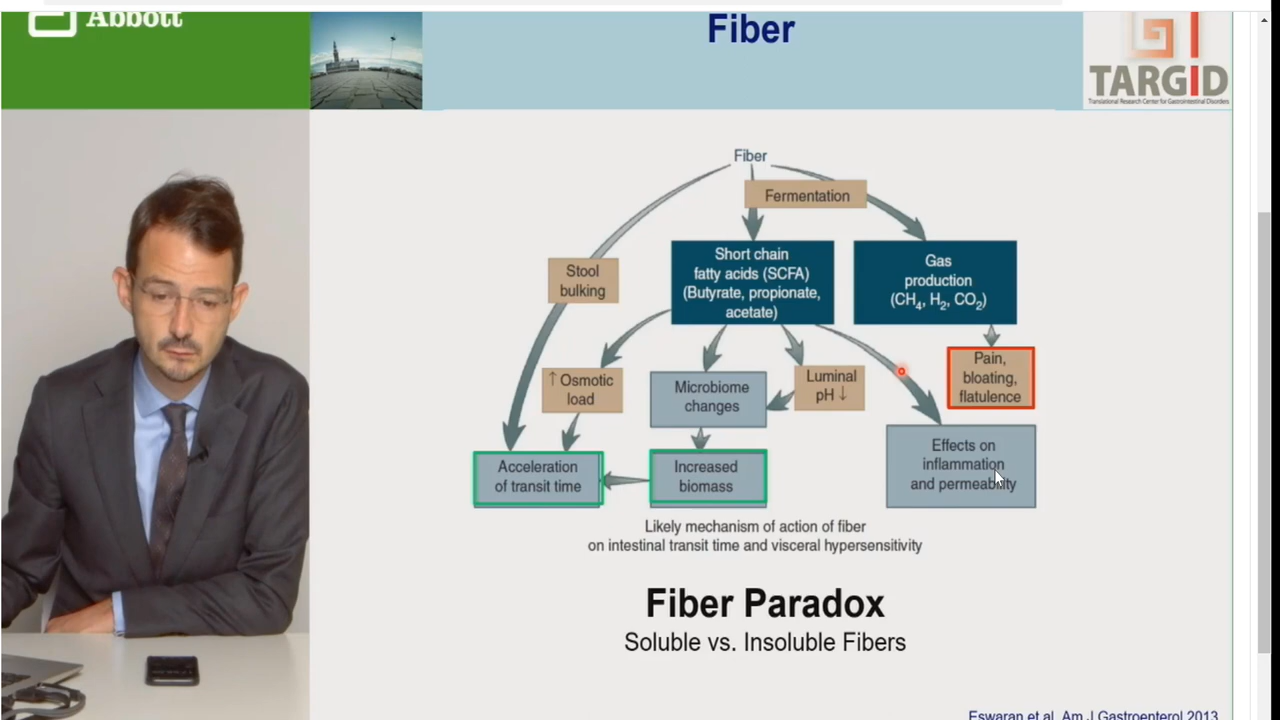 Abbott
Fiber
TARGID
Translational Research Center for Gastrointestinal Disorders
Fiber
Fermentation
Short chain
fatty acids (SCFA)
(Butyrate, propionate,
acetate)
Gas
production
(CH₄, H₂, CO₂)
Stool
bulking
Pain,
bloating,
flatulence
↑ Osmotic
load
Microbiome
changes
Luminal
pH ↓
Acceleration
of transit time
Increased
biomass
Effects on
inflammation
and permeability
Likely mechanism of action of fiber
on intestinal transit time and visceral hypersensitivity
Fiber Paradox
Soluble vs. Insoluble Fibers
Eswaran et al, Am J Gastroenterol 2013